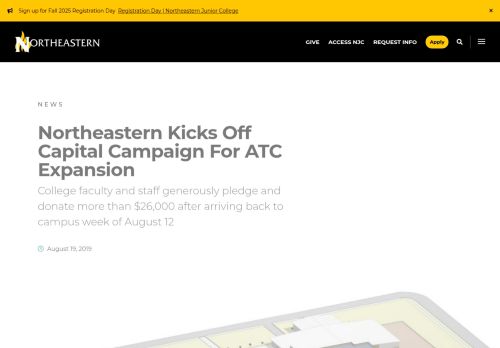 Sign up for Fall 2025 Registration Day Registration Day | Northeastern Junior College ×
NORTHEASTERN
GIVE ACCESS NJC REQUEST INFO Apply
NEWS
Northeastern Kicks Off
Capital Campaign For ATC
Expansion
College faculty and staff generously pledge and
donate more than $26,000 after arriving back to
campus week of August 12
August 19, 2019